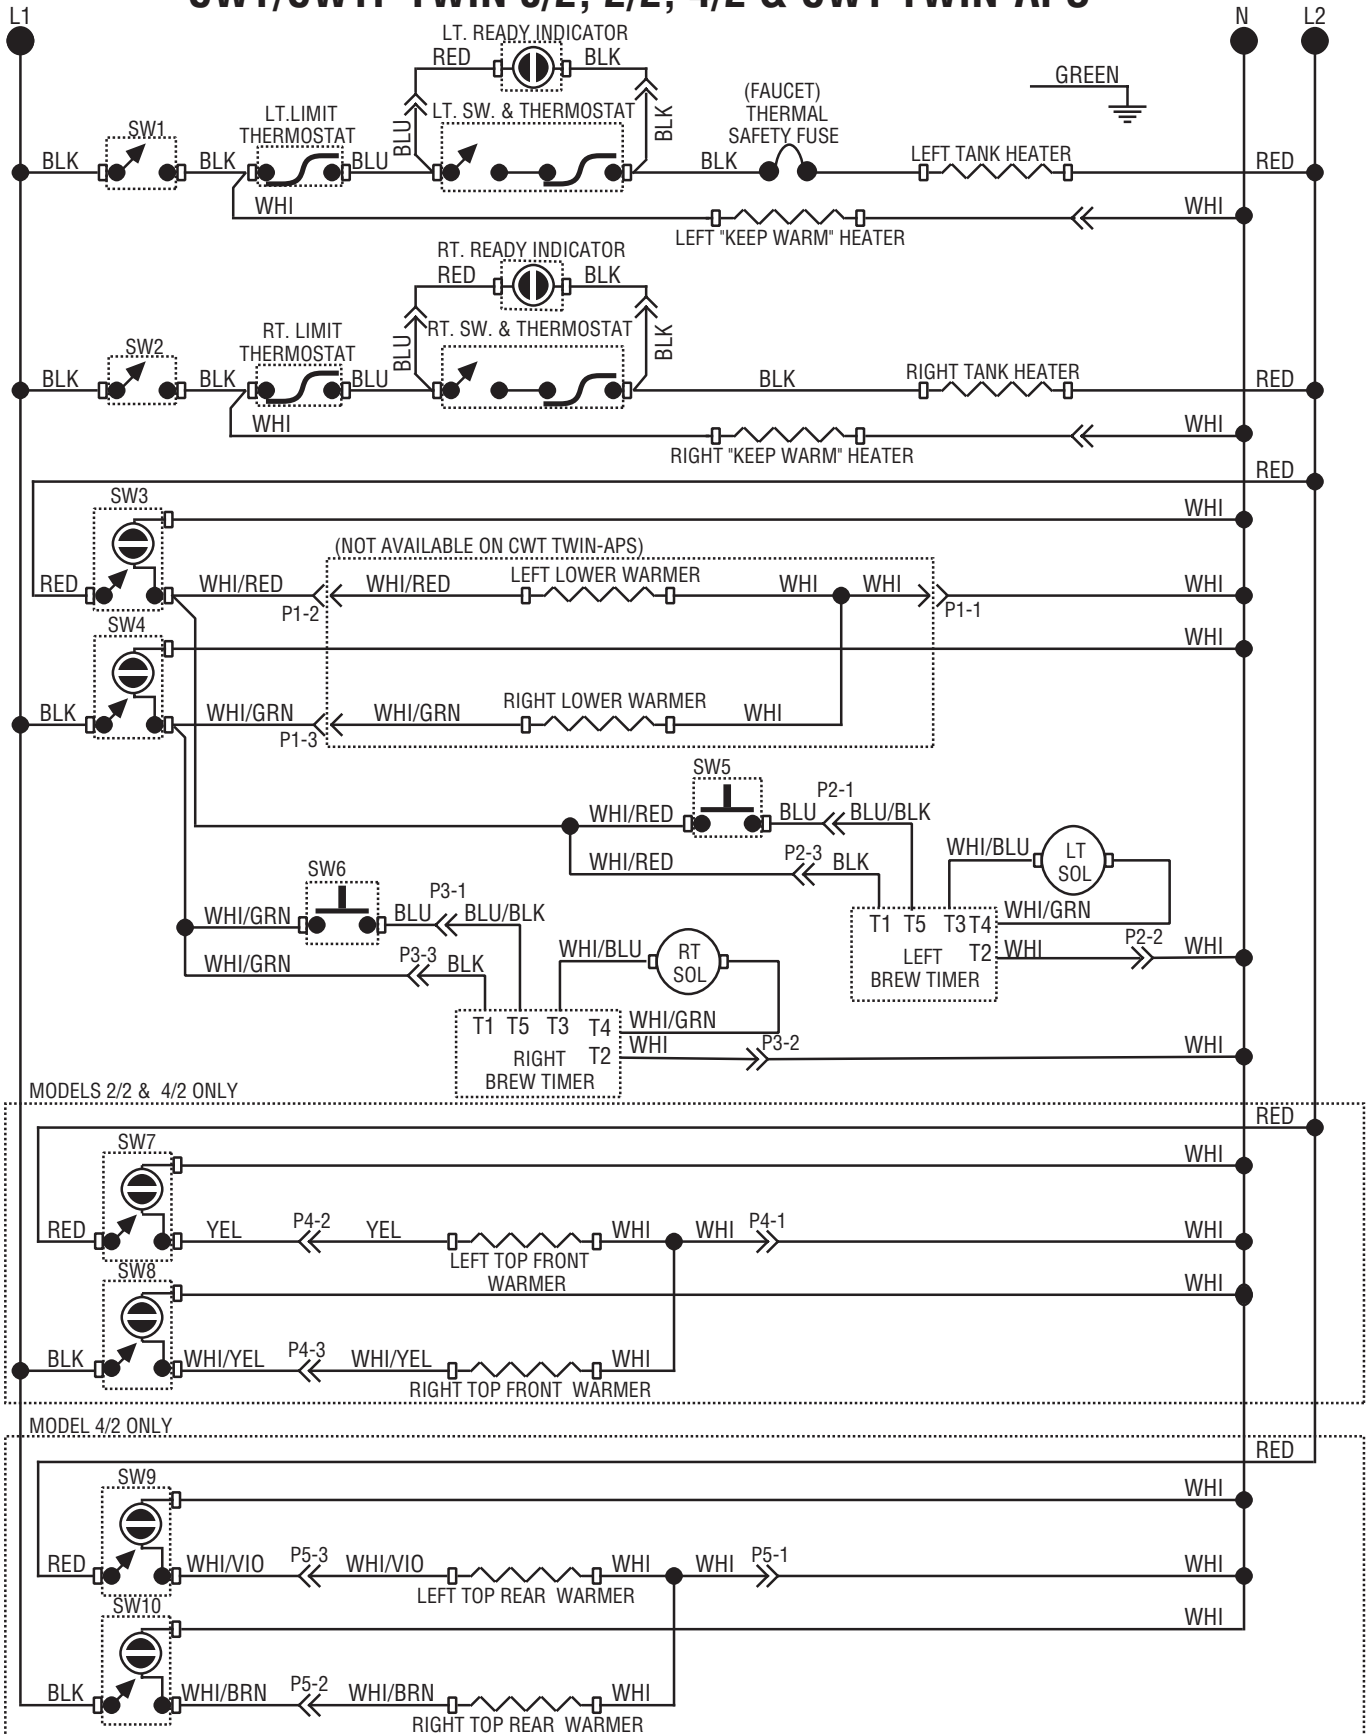 TWIN 2/2, 4/2 & CWT TWIN-APS
L1
N
L2
LT. READY INDICATOR
RED
BLK
GREEN
(FAUCET)
THERMAL
SAFETY FUSE
LT.LIMIT
THERMOSTAT
LT. SW. & THERMOSTAT
BLU
BLK
SW1
BLK
BLK
BLU
BLK
LEFT TANK HEATER
RED
WHI
WHI
LEFT "KEEP WARM" HEATER
RT. READY INDICATOR
RED
BLK
RT. LIMIT
THERMOSTAT
RT. SW. & THERMOSTAT
BLU
BLK
SW2
BLK
BLK
BLU
BLK
RIGHT TANK HEATER
RED
WHI
WHI
RIGHT "KEEP WARM" HEATER
RED
SW3
WHI
(NOT AVAILABLE ON CWT TWIN-APS)
RED
WHI/RED
WHI/RED
LEFT LOWER WARMER
WHI
WHI
WHI
P1-2
P1-1
SW4
WHI
BLK
WHI/GRN
WHI/GRN
RIGHT LOWER WARMER
WHI
P1-3
SW5
P2-1
WHI/RED
BLU
BLU/BLK
WHI/RED
P2-3
BLK
WHI/BLU
LT
SOL
SW6
P3-1
WHI/GRN
BLU
BLU/BLK
T1
T5
T3
T4
WHI/GRN
LEFT
BREW TIMER
T2
WHI
P2-2
WHI
WHI/GRN
P3-3
BLK
WHI/BLU
RT
SOL
T1
T5
T3
T4
WHI/GRN
RIGHT
BREW TIMER
T2
WHI
P3-2
WHI
MODELS 2/2 & 4/2 ONLY
RED
SW7
WHI
RED
YEL
P4-2
YEL
WHI
WHI
P4-1
WHI
LEFT TOP FRONT
WARMER
SW8
WHI
BLK
WHI/YEL
P4-3
WHI/YEL
WHI
RIGHT TOP FRONT WARMER
MODEL 4/2 ONLY
RED
SW9
WHI
RED
WHI/VIO
P5-3
WHI/VIO
WHI
WHI
P5-1
WHI
LEFT TOP REAR WARMER
SW10
WHI
BLK
WHI/BRN
P5-2
WHI/BRN
WHI
RIGHT TOP REAR WARMER